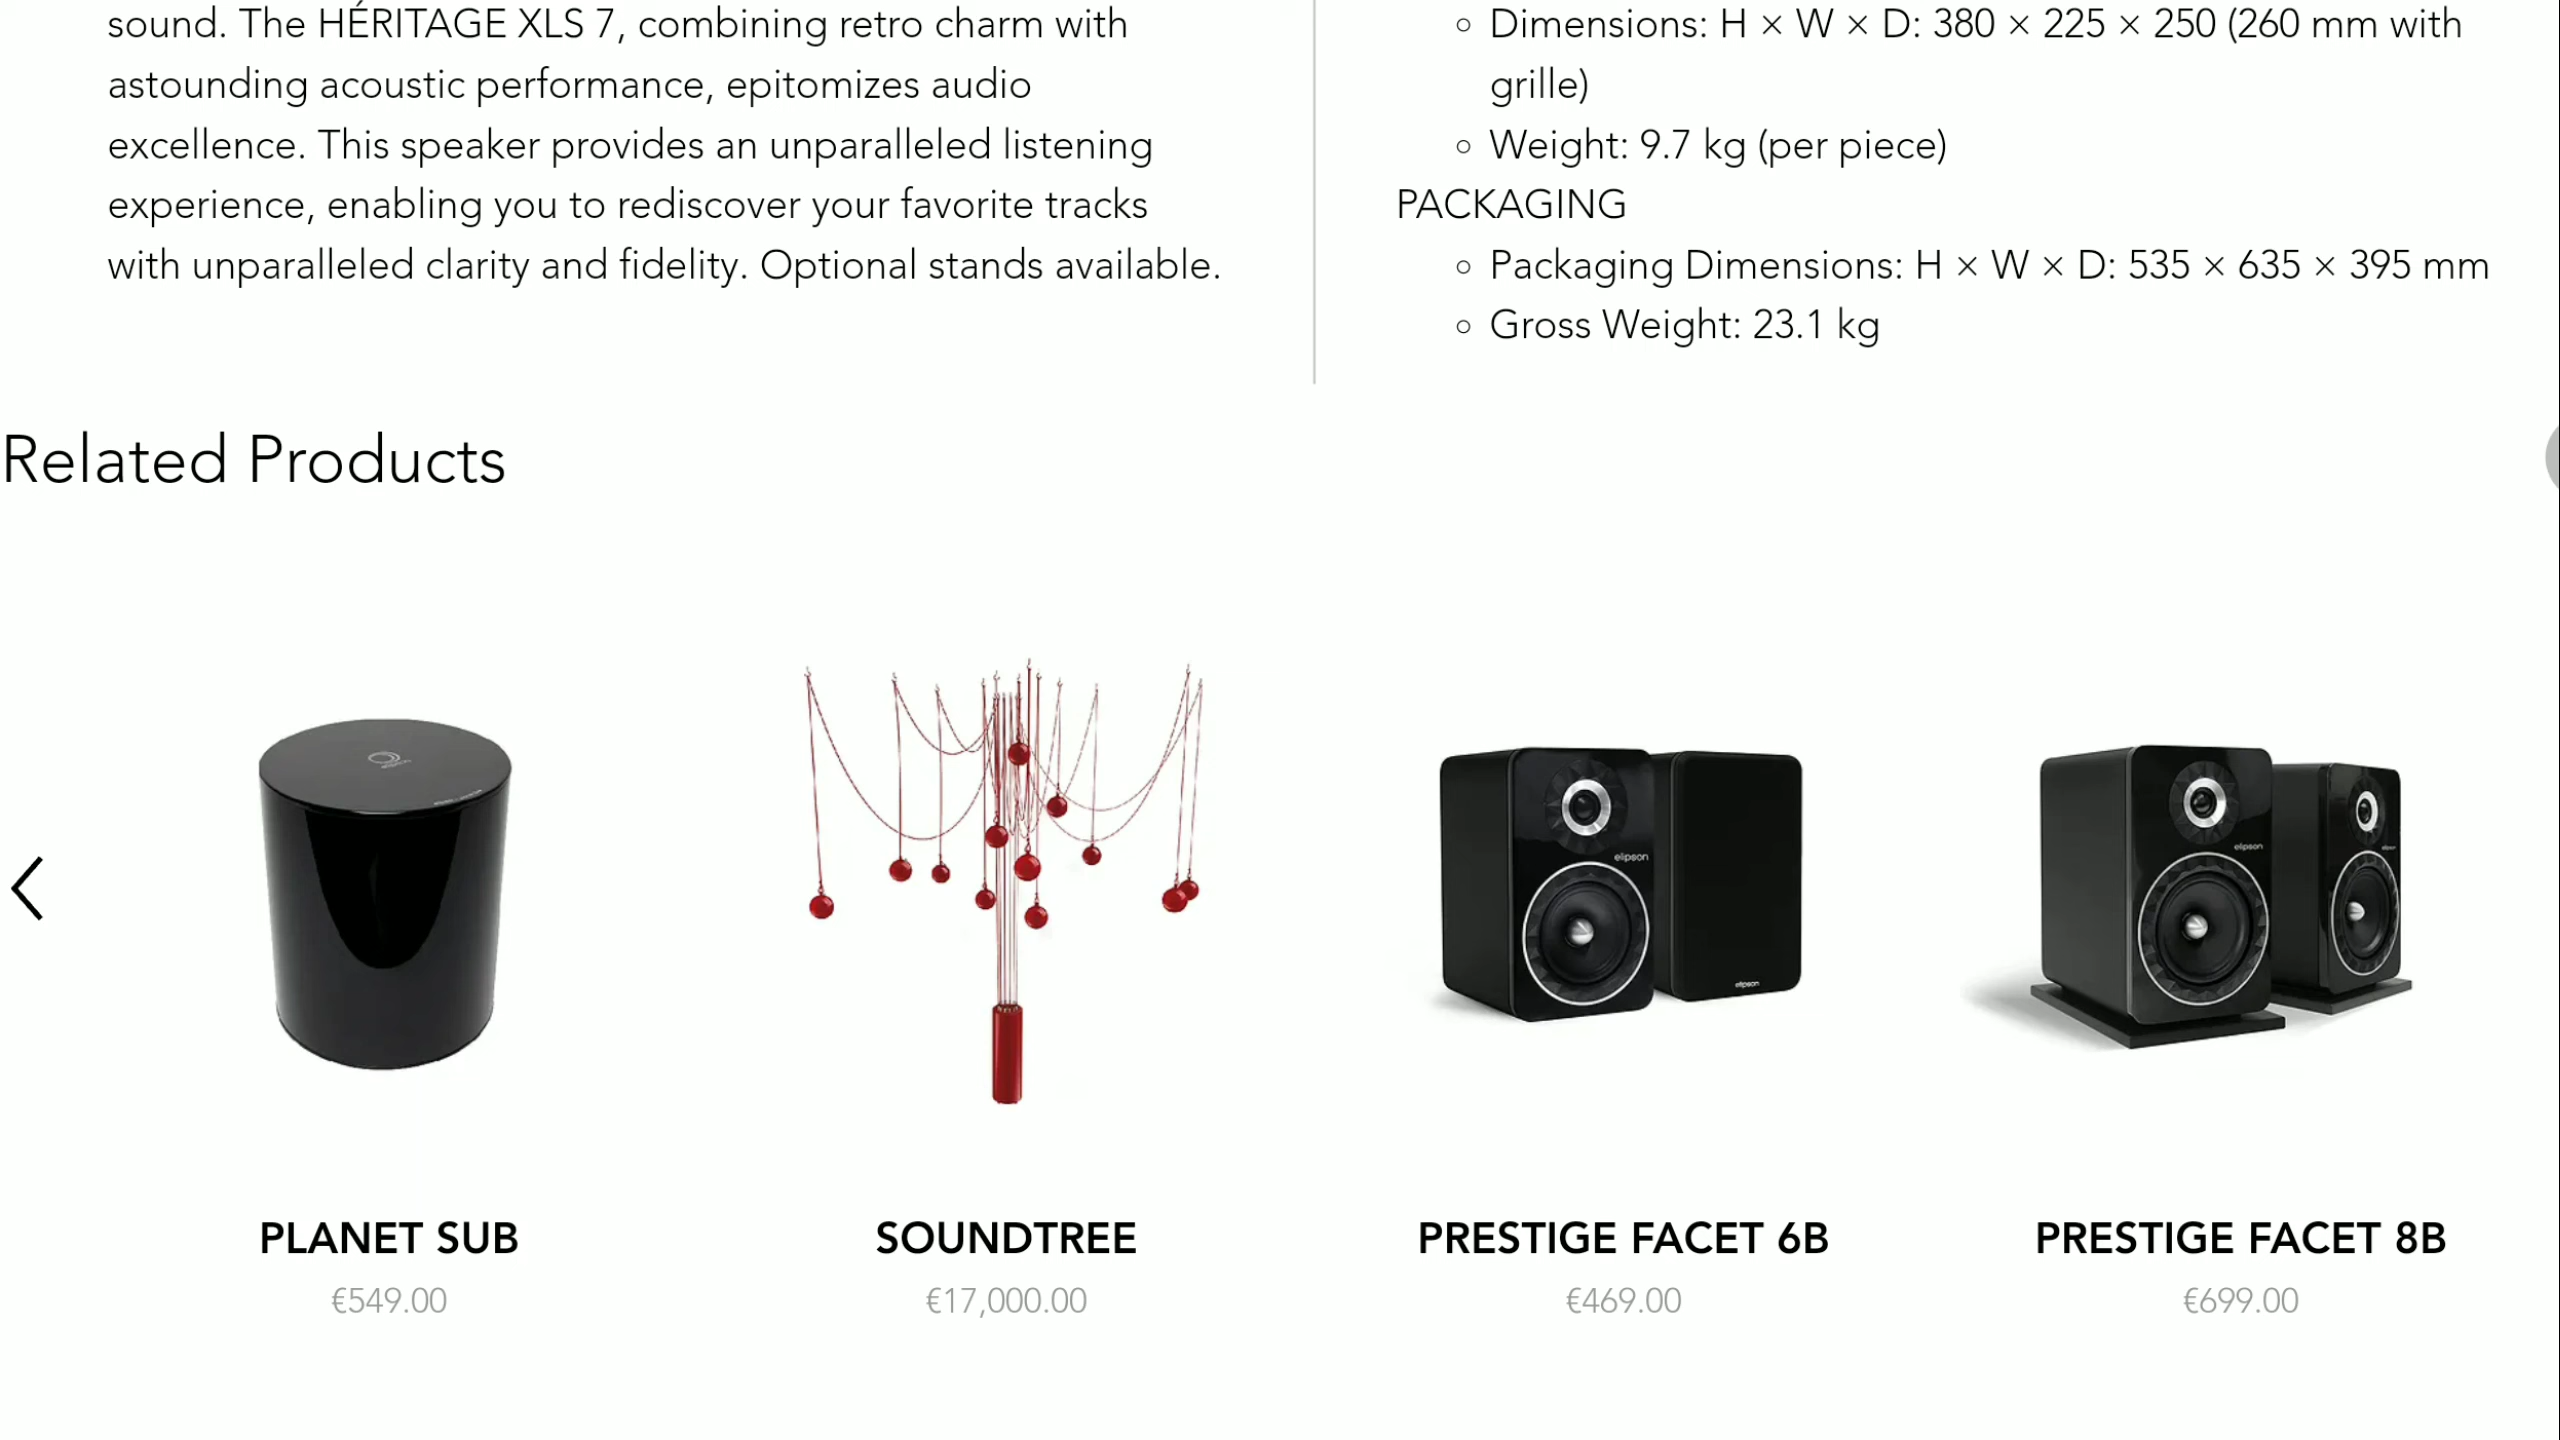 sound. The HÉRITAGE XLS 7, combining retro charm with
astounding acoustic performance, epitomizes audio
excellence. This speaker provides an unparalleled listening
experience, enabling you to rediscover your favorite tracks
with unparalleled clarity and fidelity. Optional stands available.
Dimensions: H × W × D: 380 × 225 × 250 (260 mm with
grille)
Weight: 9.7 kg (per piece)
PACKAGING
Packaging Dimensions: H × W × D: 535 × 635 × 395 mm
Gross Weight: 23.1 kg
Related Products
elipson
elipson
elipson
PLANET SUB
SOUNDTREE
PRESTIGE FACET 6B
PRESTIGE FACET 8B
€549.00
€17,000.00
€469.00
€699.00